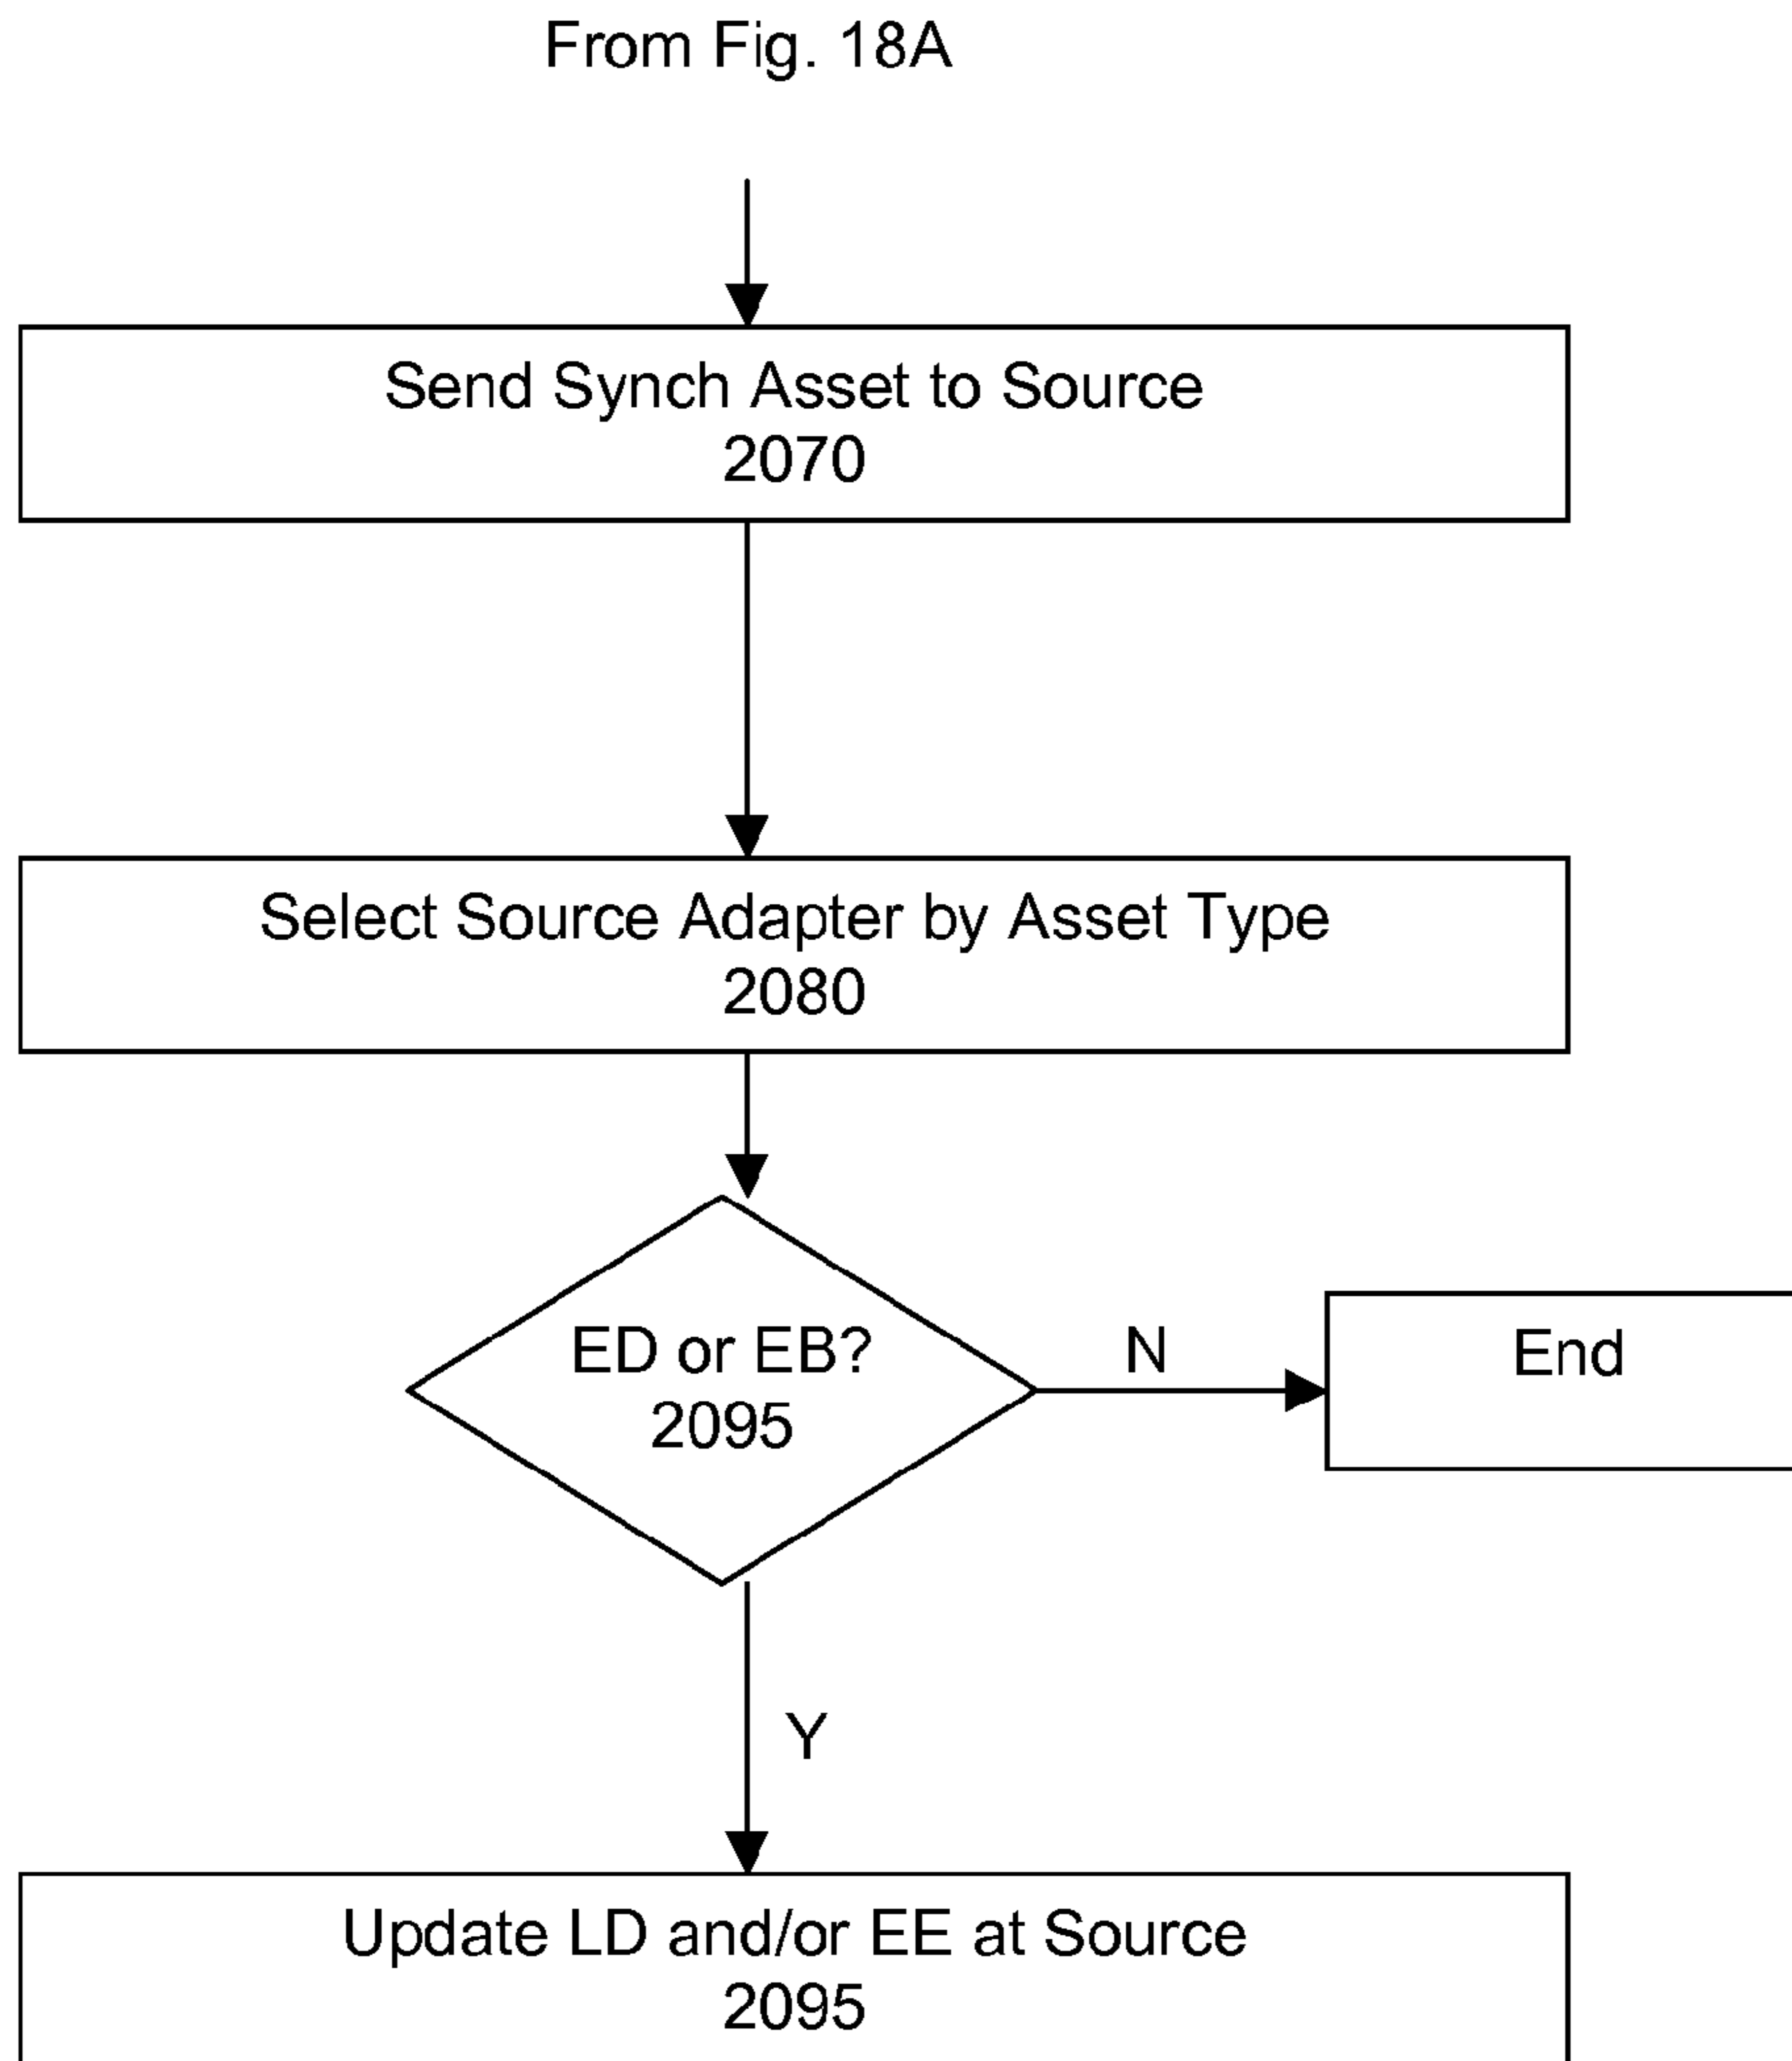 From Fig. 18A
Send Synch Asset to Source
2070
Select Source Adapter by Asset Type
2080
ED or EB?
2095
N
End
Y
Update LD and/or EE at Source
2095